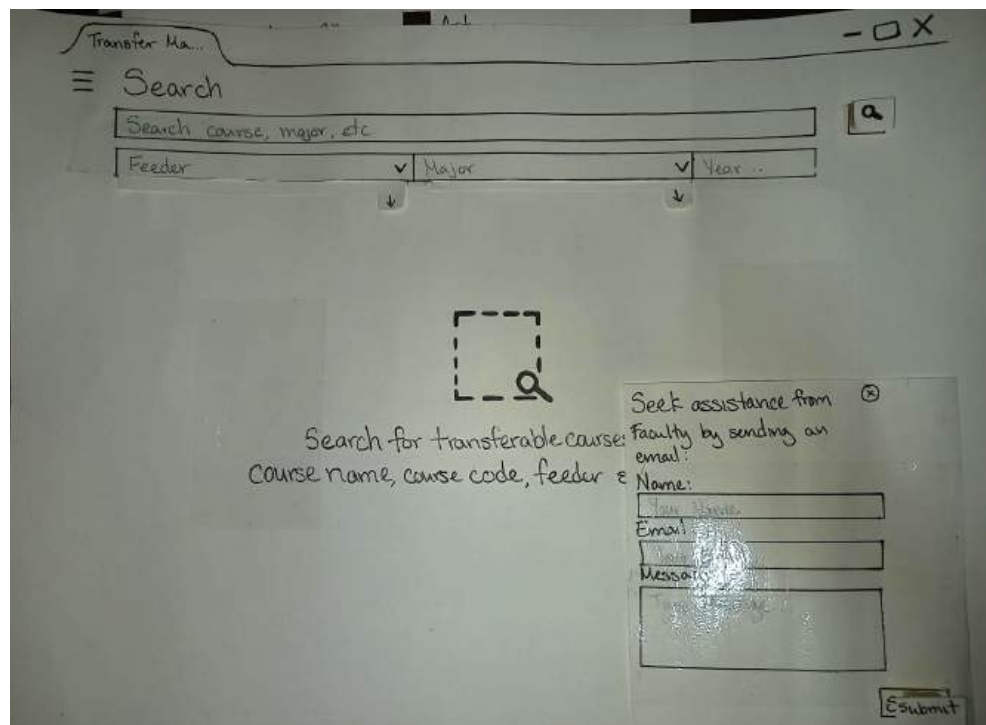 Transfer Ma...
Search
Search course, major, etc
Feeder
Major
Year ..
Search for transferable course
course name, course code, feeder &
Seek assistance from
Faculty by sending an
email:
Name:
Your Name
Email
Message
Submit